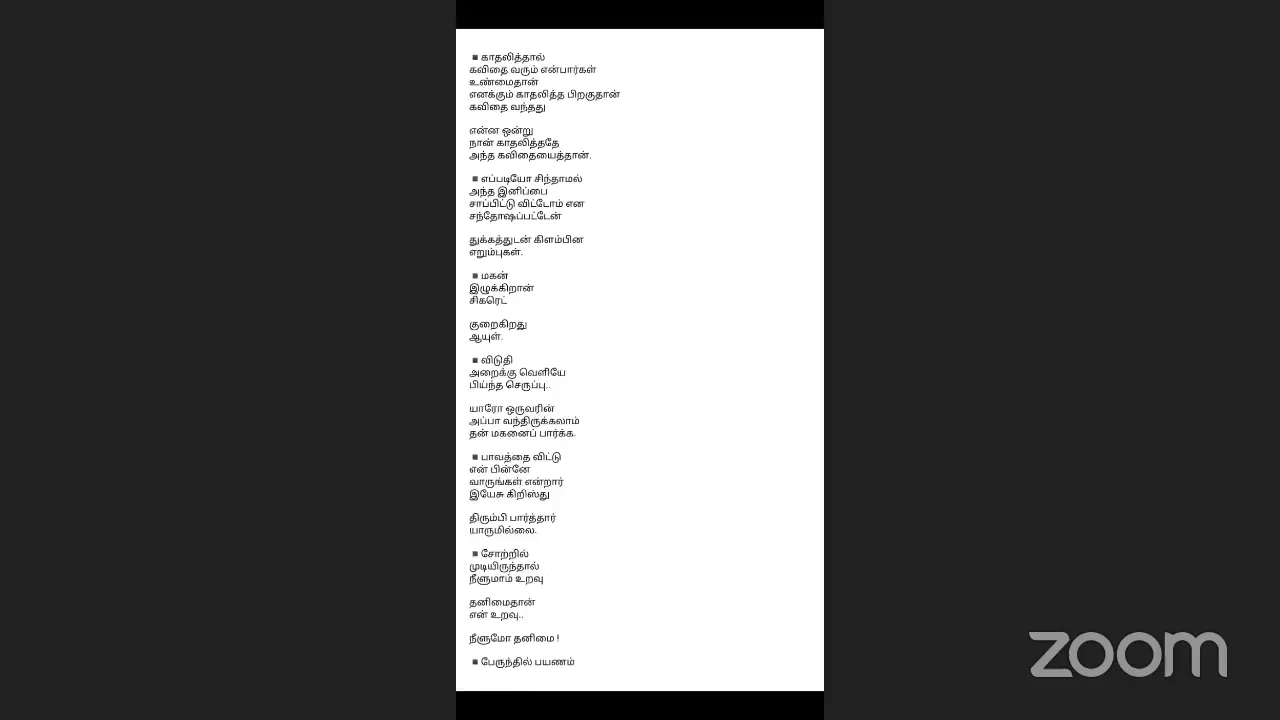 ▪காதலித்தால்
கவிதை வரும் என்பார்கள்
உண்மைதான்
எனக்கும் காதலித்த பிறகுதான்
கவிதை வந்தது
என்ன ஒன்று
நான் காதலித்ததே
அந்த கவிதையைத்தான்.
▪எப்படியோ சிந்தாமல்
அந்த இனிப்பை
சாப்பிட்டு விட்டோம் என
சந்தோஷப்பட்டேன்
துக்கத்துடன் கிளம்பின
எறும்புகள்.
▪மகன்
இழுக்கிறான்
சிகரெட்
குறைகிறது
ஆயுள்.
▪விடுதி
அறைக்கு வெளியே
பிய்ந்த செருப்பு..
யாரோ ஒருவரின்
அப்பா வந்திருக்கலாம்
தன் மகனைப் பார்க்க.
▪பாவத்தை விட்டு
என் பின்னே
வாருங்கள் என்றார்
இயேசு கிறிஸ்து
திரும்பி பார்த்தார்
யாருமில்லை.
▪சோற்றில்
முடியிருந்தால்
நீளுமாம் உறவு
தனிமைதான்
என் உறவு..
நீளுமோ தனிமை !
▪பேருந்தில் பயணம்
zoom